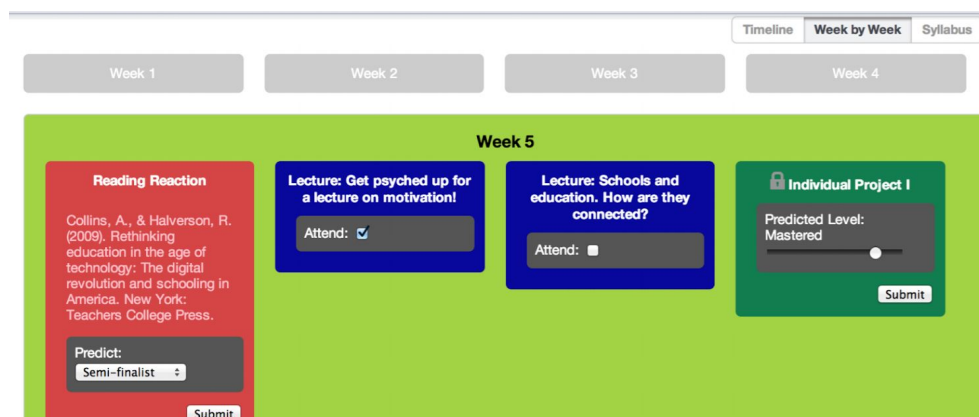 Timeline
Week by Week
Syllabus
Week 1
Week 2
Week 3
Week 4
Week 5
Reading Reaction
Collins, A., & Halverson, R.
(2009). Rethinking
education in the age of
technology: The digital
revolution and schooling in
America. New York:
Teachers College Press.
Predict:
Semi-finalist
Submit
Lecture: Get psyched up for
a lecture on motivation!
Attend:
Lecture: Schools and
education. How are they
connected?
Attend:
Individual Project I
Predicted Level:
Mastered
Submit